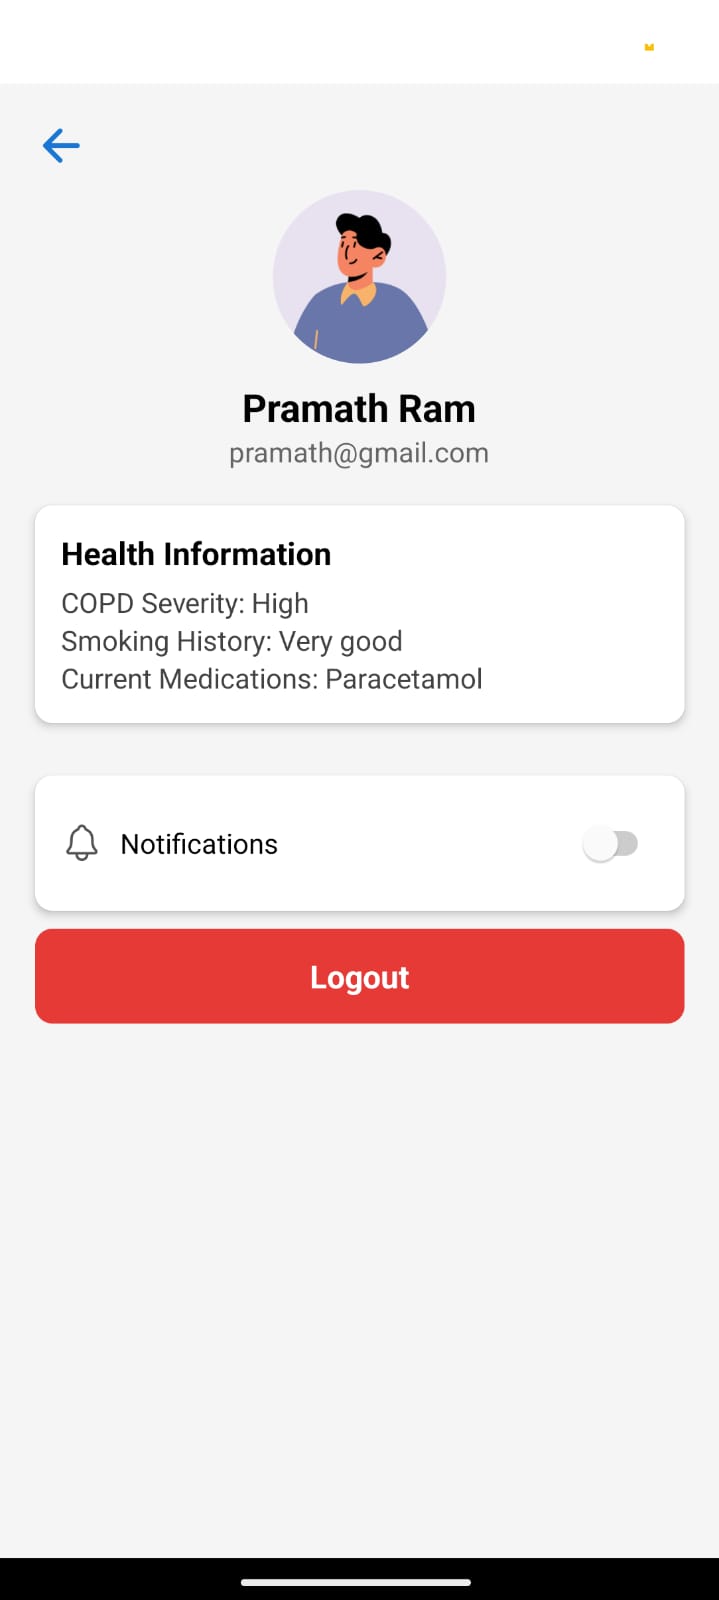 Pramath Ram
pramath@gmail.com
Health Information
COPD Severity: High
Smoking History: Very good
Current Medications: Paracetamol
Notifications
Logout